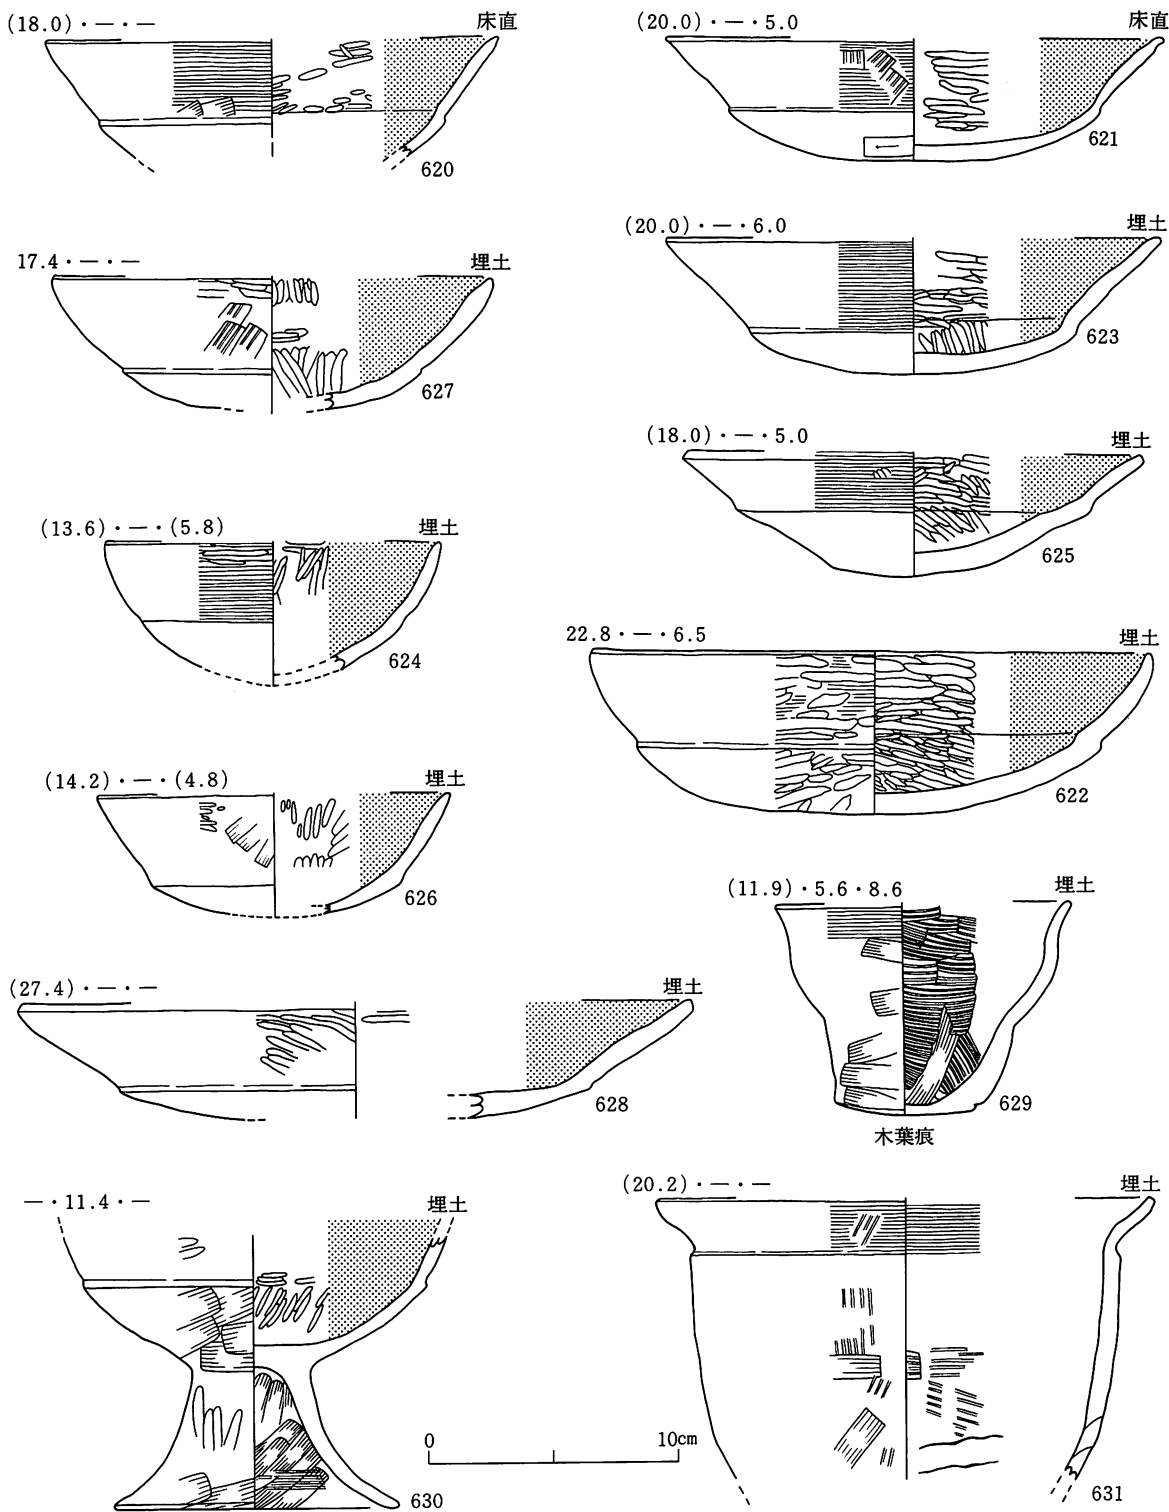 (18.0)・—・— 床直
620
(20.0)・—・5.0 床直
621
17.4・—・— 埋土
627
(20.0)・—・6.0 埋土
623
(18.0)・—・5.0 埋土
625
(13.6)・—・(5.8) 埋土
624
22.8・—・6.5 埋土
622
(14.2)・—・(4.8) 埋土
626
(11.9)・5.6・8.6 埋土
629
木葉痕
(27.4)・—・— 埋土
628
—・11.4・— 埋土
630
(20.2)・—・— 埋土
631
0 10cm